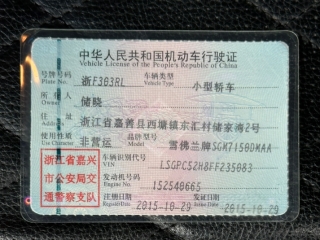 中华人民共和国机动车行驶证
Vehicle License of the People's Republic of China
号牌号码 浙F303RL 车辆类型 小型轿车
Plate No. Vehicle Type
所有人 储晓
Owner
住址 浙江省嘉善县西塘镇东汇村储家湾2号
Address
使用性质 非营运 品牌型号 雪佛兰牌SGM7150DMAA
Use Character Model
浙江省嘉兴
市公安局交
通警察支队
车辆识别代号 LSGPC52H8FF235083
VIN
发动机号码 152540665
Engine No.
注册日期 2015-10-29 发证日期 2015-10-29
Register Date Issue Date